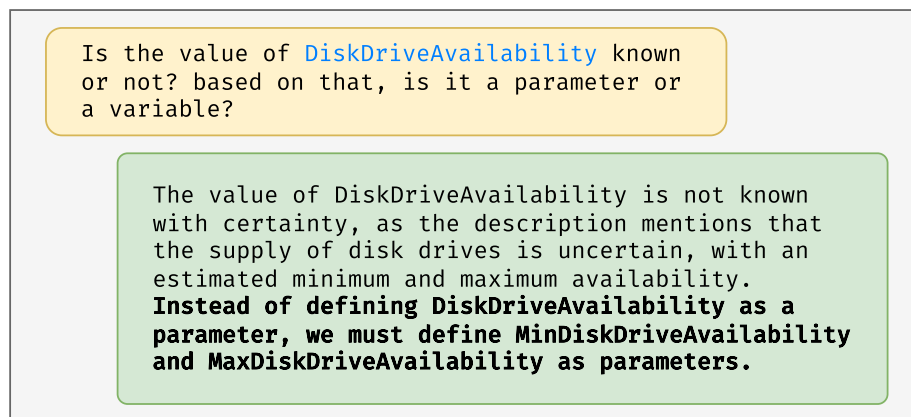 Is the value of DiskDriveAvailability known
or not? based on that, is it a parameter or
a variable?
The value of DiskDriveAvailability is not known
with certainty, as the description mentions that
the supply of disk drives is uncertain, with an
estimated minimum and maximum availability.
Instead of defining DiskDriveAvailability as a
parameter, we must define MinDiskDriveAvailability
and MaxDiskDriveAvailability as parameters.